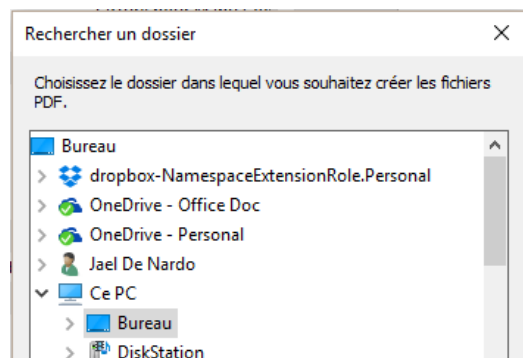 Rechercher un dossier
Choisissez le dossier dans lequel vous souhaitez créer les fichiers
PDF.
Bureau
dropbox-NamespaceExtensionRole.Personal
OneDrive - Office Doc
OneDrive - Personal
Jael De Nardo
Ce PC
Bureau
DiskStation